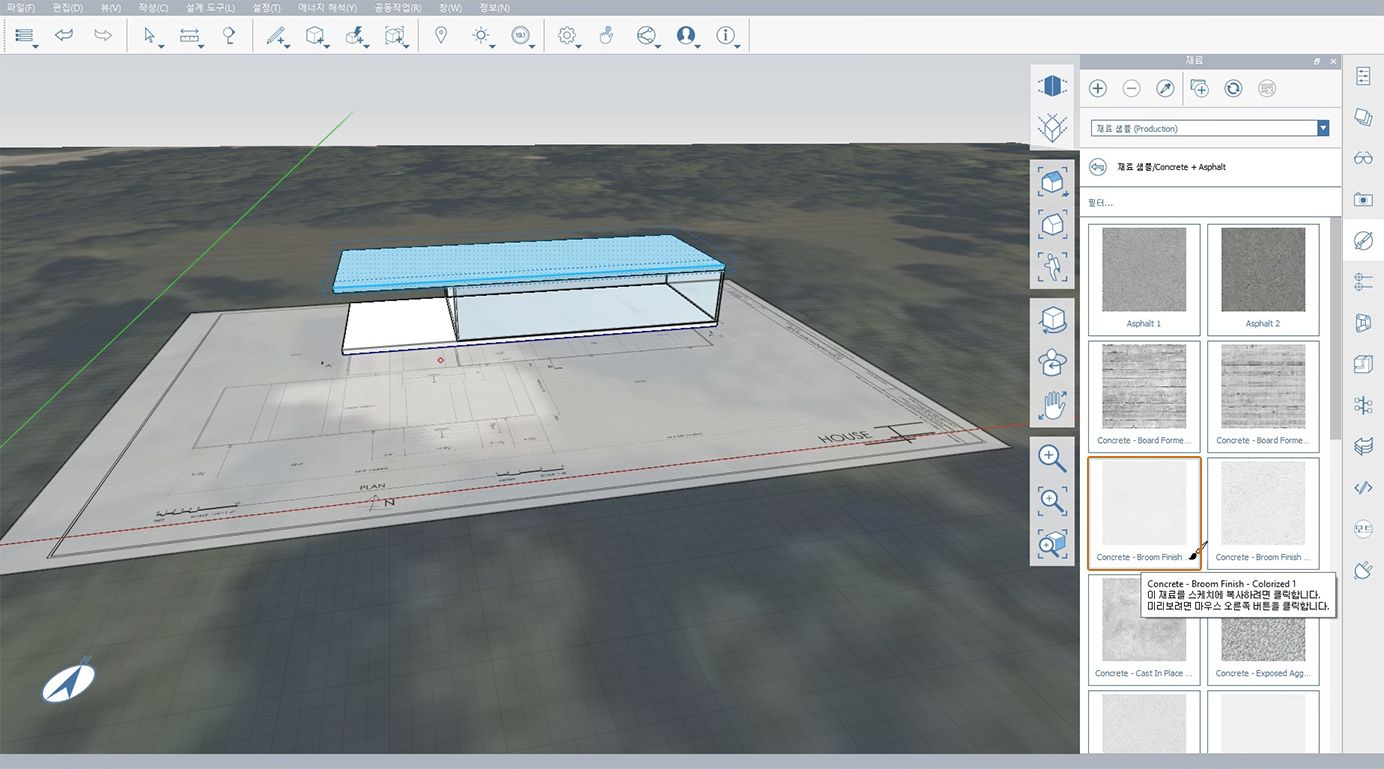 파일(F) 편집(D) 뷰(V) 작성(C) 설계 도구(L) 설정(T) 에너지 해석(Y) 공동작업(R) 창(W) 정보(N)
19.1
재료
재료 샘플 (Production)
재료 샘플/Concrete + Asphalt
필터...
Asphalt 1
Asphalt 2
Concrete - Board Forme...
Concrete - Board Forme...
Concrete - Broom Finish
Concrete - Broom Finish ...
Concrete - Broom Finish - Colorized 1
이 재료를 스케치에 복사하려면 클릭합니다.
미리보려면 마우스 오른쪽 버튼을 클릭합니다.
Concrete - Cast In Place ...
Concrete - Exposed Agg...
HOUSE
PLAN
N